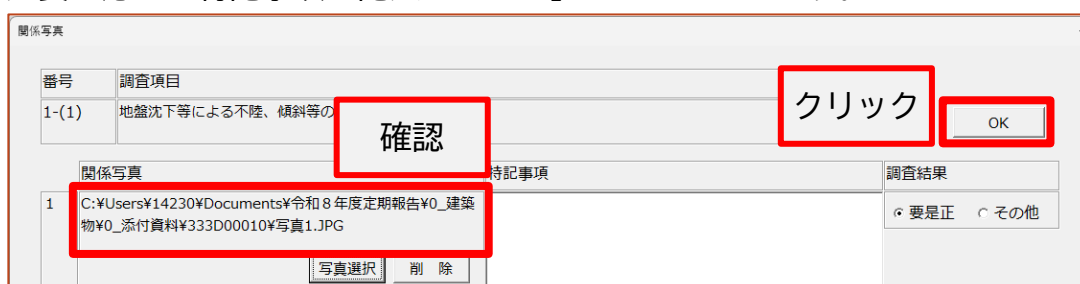 関係写真
番号 調査項目
1-(1) 地盤沈下等による不陸、傾斜等の
確認
クリック
OK
関係写真 特記事項 調査結果
1 C:¥Users¥14230¥Documents¥令和８年度定期報告¥0_建築
物¥0_添付資料¥333D00010¥写真1.JPG
要是正 その他
写真選択 削 除